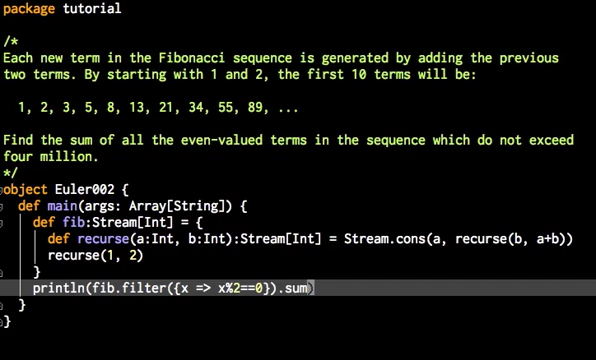 package tutorial
/*
Each new term in the Fibonacci sequence is generated by adding the previous
two terms. By starting with 1 and 2, the first 10 terms will be:
1, 2, 3, 5, 8, 13, 21, 34, 55, 89, ...
Find the sum of all the even-valued terms in the sequence which do not exceed
four million.
*/
object Euler002 {
def main(args: Array[String]) {
def fib:Stream[Int] = {
def recurse(a:Int, b:Int):Stream[Int] = Stream.cons(a, recurse(b, a+b))
recurse(1, 2)
}
println(fib.filter({x => x%2==0}).sum)
}
}